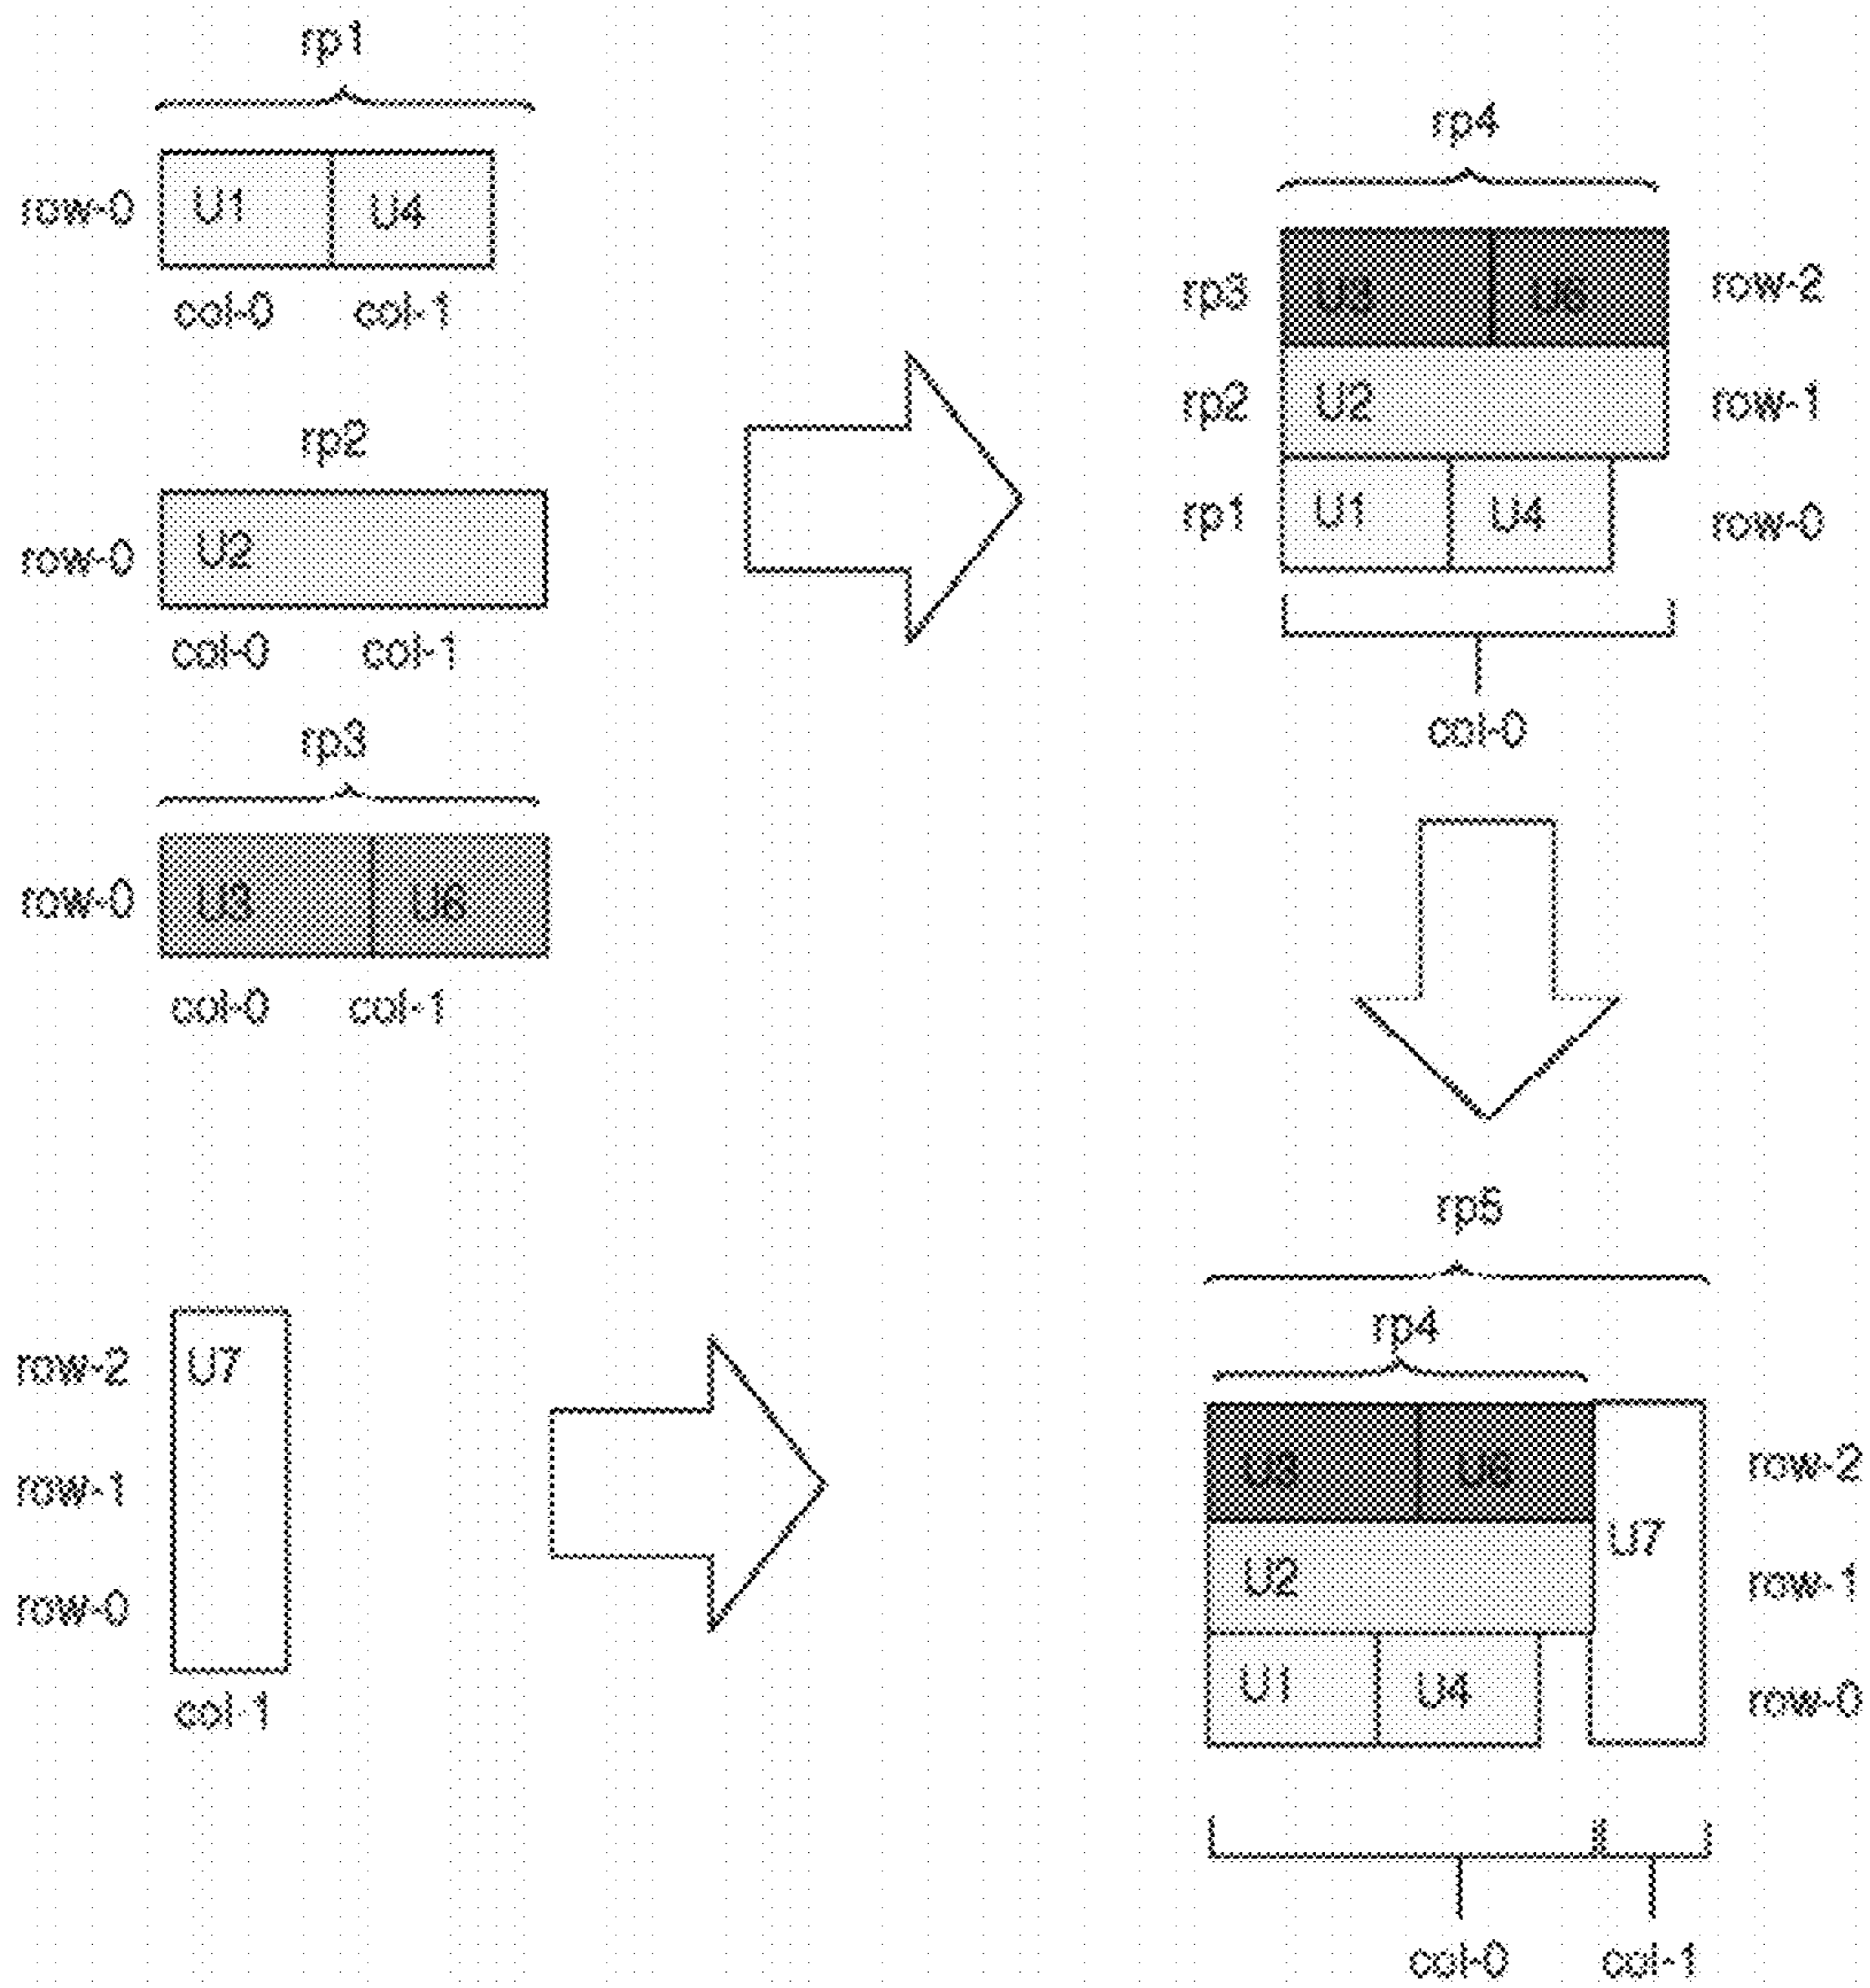 rp1
row-0 U1 U4
col-0 col-1
rp2
row-0 U2
col-0 col-1
rp3
row-0 U3 U6
col-0 col-1
rp4
rp3 U3 U6 row-2
rp2 U2 row-1
rp1 U1 U4 row-0
col-0
row-2 U7
row-1
row-0
col-1
rp5
rp4
U3 U6 row-2
U7
U2 row-1
U1 U4 row-0
col-0 col-1